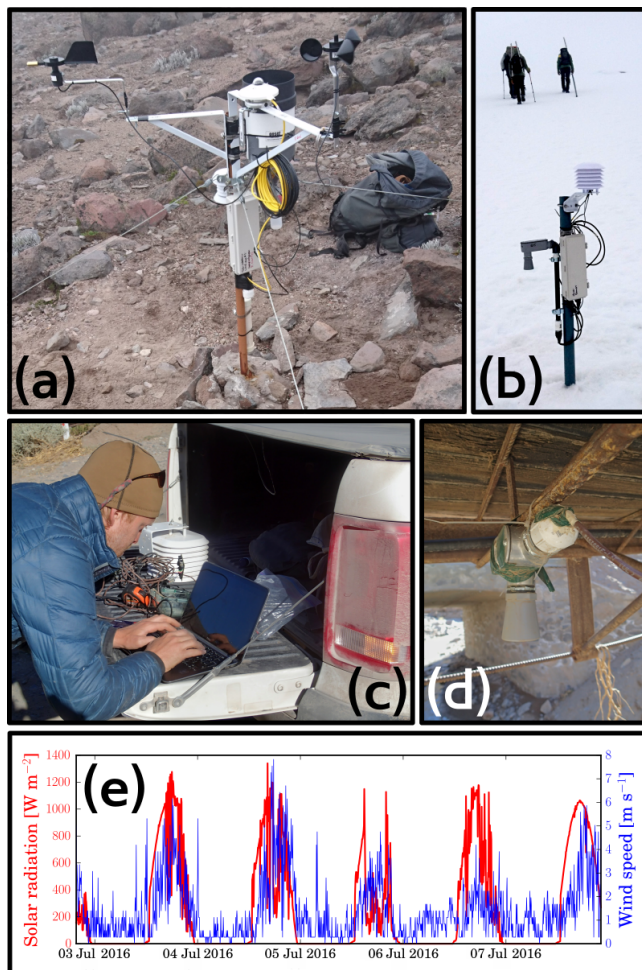 (a)
(b)
(c)
(d)
(e)
Solar radiation [W m⁻²]
1400
1200
1000
800
600
400
200
0
8
7
6
5
4
3
2
1
0
Wind speed [m s⁻¹]
03 Jul 2016
04 Jul 2016
05 Jul 2016
06 Jul 2016
07 Jul 2016